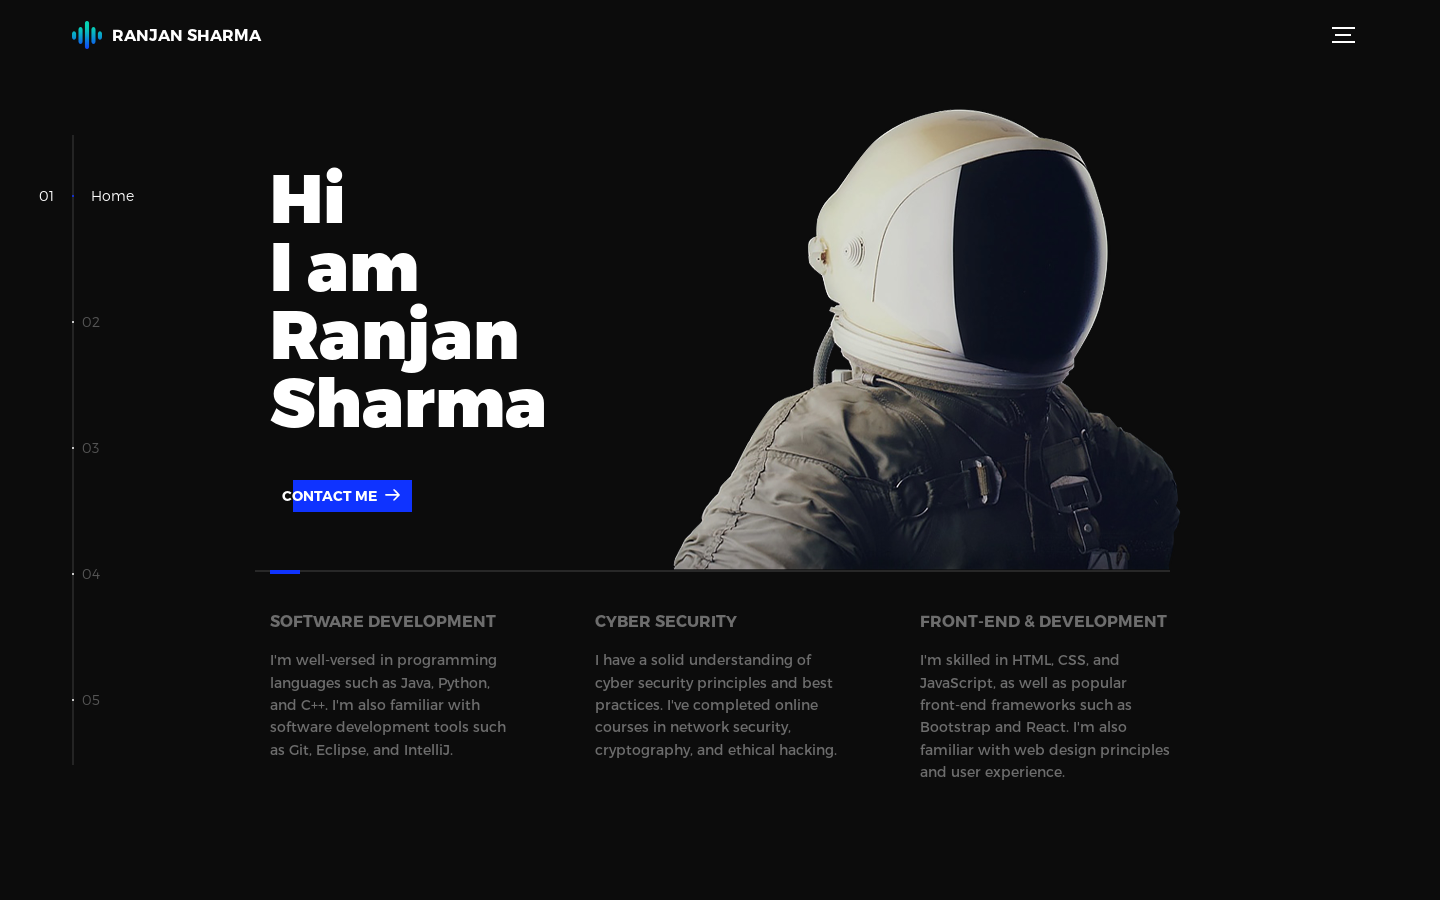 RANJAN SHARMA
01 Home
02
03
04
05
Hi
I am
Ranjan
Sharma
CONTACT ME
SOFTWARE DEVELOPMENT
I'm well-versed in programming
languages such as Java, Python,
and C++. I'm also familiar with
software development tools such
as Git, Eclipse, and IntelliJ.
CYBER SECURITY
I have a solid understanding of
cyber security principles and best
practices. I've completed online
courses in network security,
cryptography, and ethical hacking.
FRONT-END & DEVELOPMENT
I'm skilled in HTML, CSS, and
JavaScript, as well as popular
front-end frameworks such as
Bootstrap and React. I'm also
familiar with web design principles
and user experience.